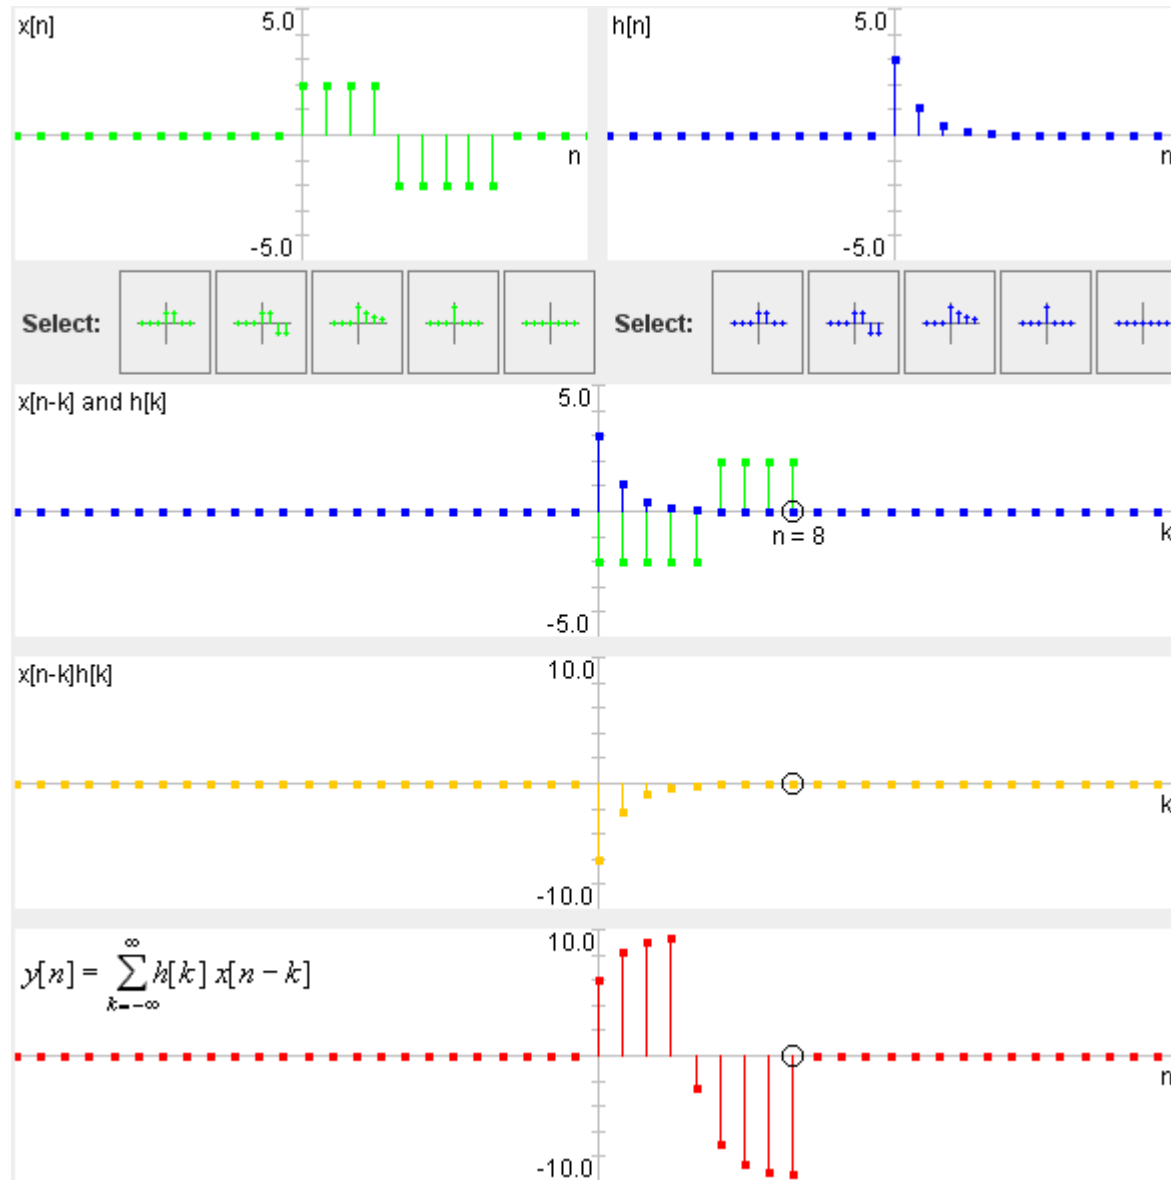 x[n]
5.0
n
-5.0
h[n]
5.0
n
-5.0
Select:
Select:
x[n-k] and h[k]
5.0
n = 8
k
-5.0
x[n-k]h[k]
10.0
k
-10.0
10.0
y[n] = ∞∑k=-∞ h[k] x[n − k]
n
-10.0